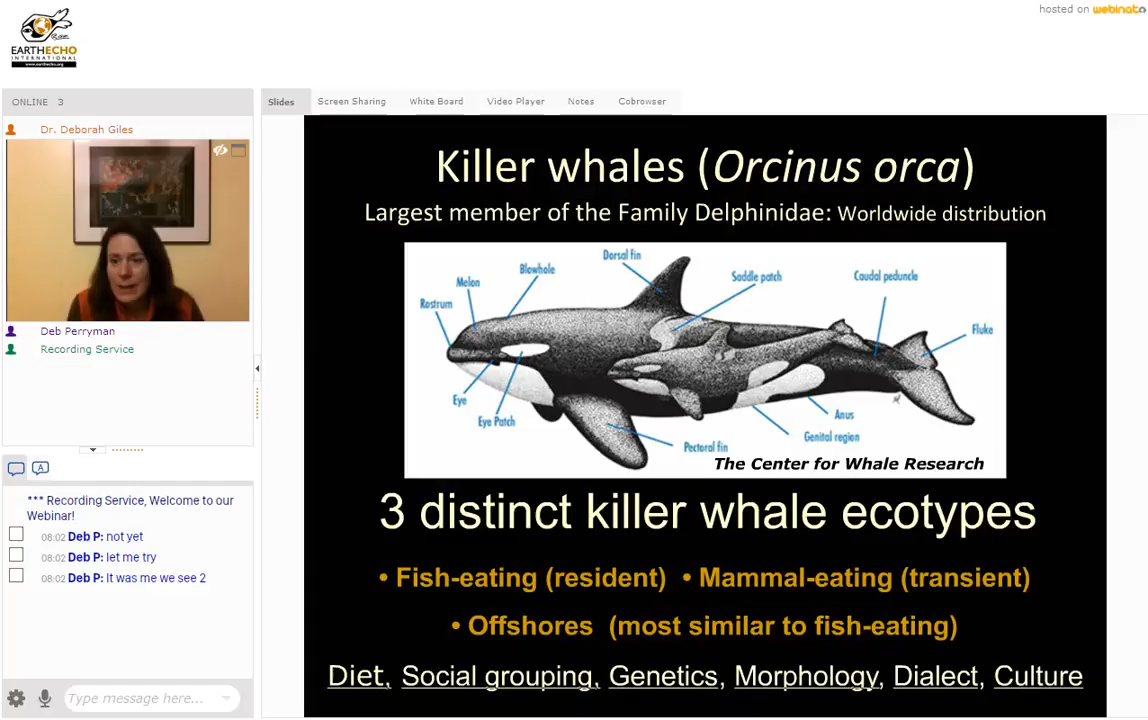 hosted on webinato
EARTHECHO
INTERNATIONAL
www.earthecho.org
ONLINE 3
Dr. Deborah Giles
Deb Perryman
Recording Service
*** Recording Service, Welcome to our
Webinar!
08:02 Deb P: not yet
08:02 Deb P: let me try
08:02 Deb P: It was me we see 2
Type message here...
Slides Screen Sharing White Board Video Player Notes Cobrowser
Killer whales (Orcinus orca)
Largest member of the Family Delphinidae: Worldwide distribution
Dorsal fin
Blowhole
Saddle patch
Caudal peduncle
Melon
Rostrum
Fluke
Eye
Eye Patch
Anus
Genital region
Pectoral fin
The Center for Whale Research
3 distinct killer whale ecotypes
• Fish-eating (resident) • Mammal-eating (transient)
• Offshores (most similar to fish-eating)
Diet, Social grouping, Genetics, Morphology, Dialect, Culture